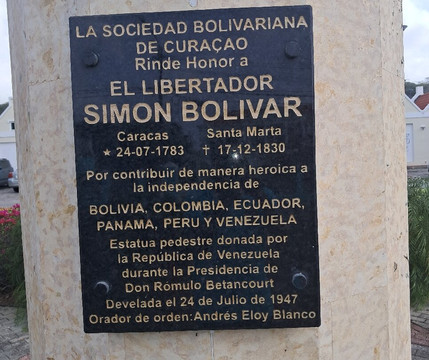 LA SOCIEDAD BOLIVARIANA
DE CURAÇAO
Rinde Honor a
EL LIBERTADOR
SIMON BOLIVAR
Caracas Santa Marta
★ 24-07-1783 † 17-12-1830
Por contribuir de manera heroica a
la independencia de
BOLIVIA, COLOMBIA, ECUADOR,
PANAMA, PERU Y VENEZUELA
Estatua pedestre donada por
la República de Venezuela
durante la Presidencia de
Don Rómulo Betancourt
Develada el 24 de Julio de 1947
Orador de orden:Andrés Eloy Blanco